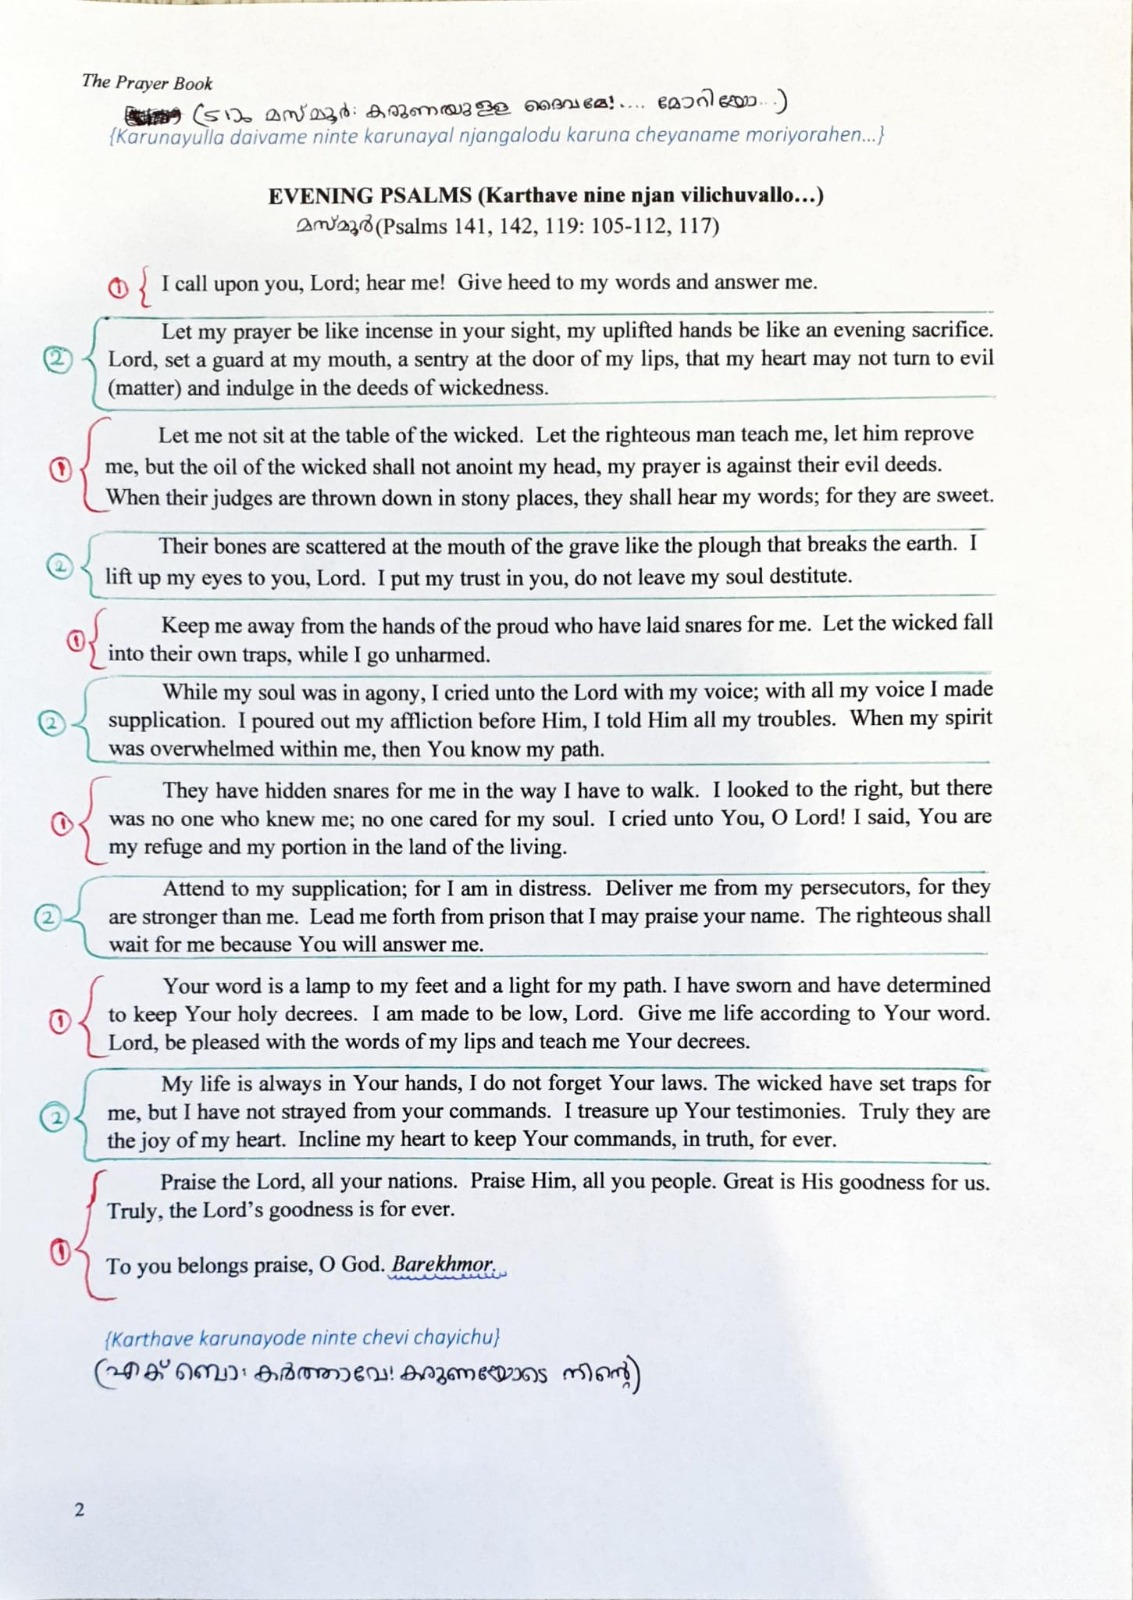 The Prayer Book
(51ാം മസ്മൂർ: കരുണയുള്ള ദൈവമേ!.... മോറിയോ...)
{Karunayulla daivame ninte karunayal njangalodu karuna cheyaname moriyorahen...}
EVENING PSALMS (Karthave nine njan vilichuvallo...)
മസ്മൂർ(Psalms 141, 142, 119: 105-112, 117)
① { I call upon you, Lord; hear me! Give heed to my words and answer me.
Let my prayer be like incense in your sight, my uplifted hands be like an evening sacrifice.
② { Lord, set a guard at my mouth, a sentry at the door of my lips, that my heart may not turn to evil
(matter) and indulge in the deeds of wickedness.
Let me not sit at the table of the wicked. Let the righteous man teach me, let him reprove
① { me, but the oil of the wicked shall not anoint my head, my prayer is against their evil deeds.
When their judges are thrown down in stony places, they shall hear my words; for they are sweet.
Their bones are scattered at the mouth of the grave like the plough that breaks the earth. I
② { lift up my eyes to you, Lord. I put my trust in you, do not leave my soul destitute.
Keep me away from the hands of the proud who have laid snares for me. Let the wicked fall
① { into their own traps, while I go unharmed.
While my soul was in agony, I cried unto the Lord with my voice; with all my voice I made
② { supplication. I poured out my affliction before Him, I told Him all my troubles. When my spirit
was overwhelmed within me, then You know my path.
They have hidden snares for me in the way I have to walk. I looked to the right, but there
① { was no one who knew me; no one cared for my soul. I cried unto You, O Lord! I said, You are
my refuge and my portion in the land of the living.
Attend to my supplication; for I am in distress. Deliver me from my persecutors, for they
② { are stronger than me. Lead me forth from prison that I may praise your name. The righteous shall
wait for me because You will answer me.
Your word is a lamp to my feet and a light for my path. I have sworn and have determined
① { to keep Your holy decrees. I am made to be low, Lord. Give me life according to Your word.
Lord, be pleased with the words of my lips and teach me Your decrees.
My life is always in Your hands, I do not forget Your laws. The wicked have set traps for
② { me, but I have not strayed from your commands. I treasure up Your testimonies. Truly they are
the joy of my heart. Incline my heart to keep Your commands, in truth, for ever.
Praise the Lord, all your nations. Praise Him, all you people. Great is His goodness for us.
Truly, the Lord's goodness is for ever.
① { To you belongs praise, O God. Barekhmor.
{Karthave karunayode ninte chevi chayichu}
(എക്ബൊ: കർത്താവേ! കരുണയോടെ നിന്റെ)
2